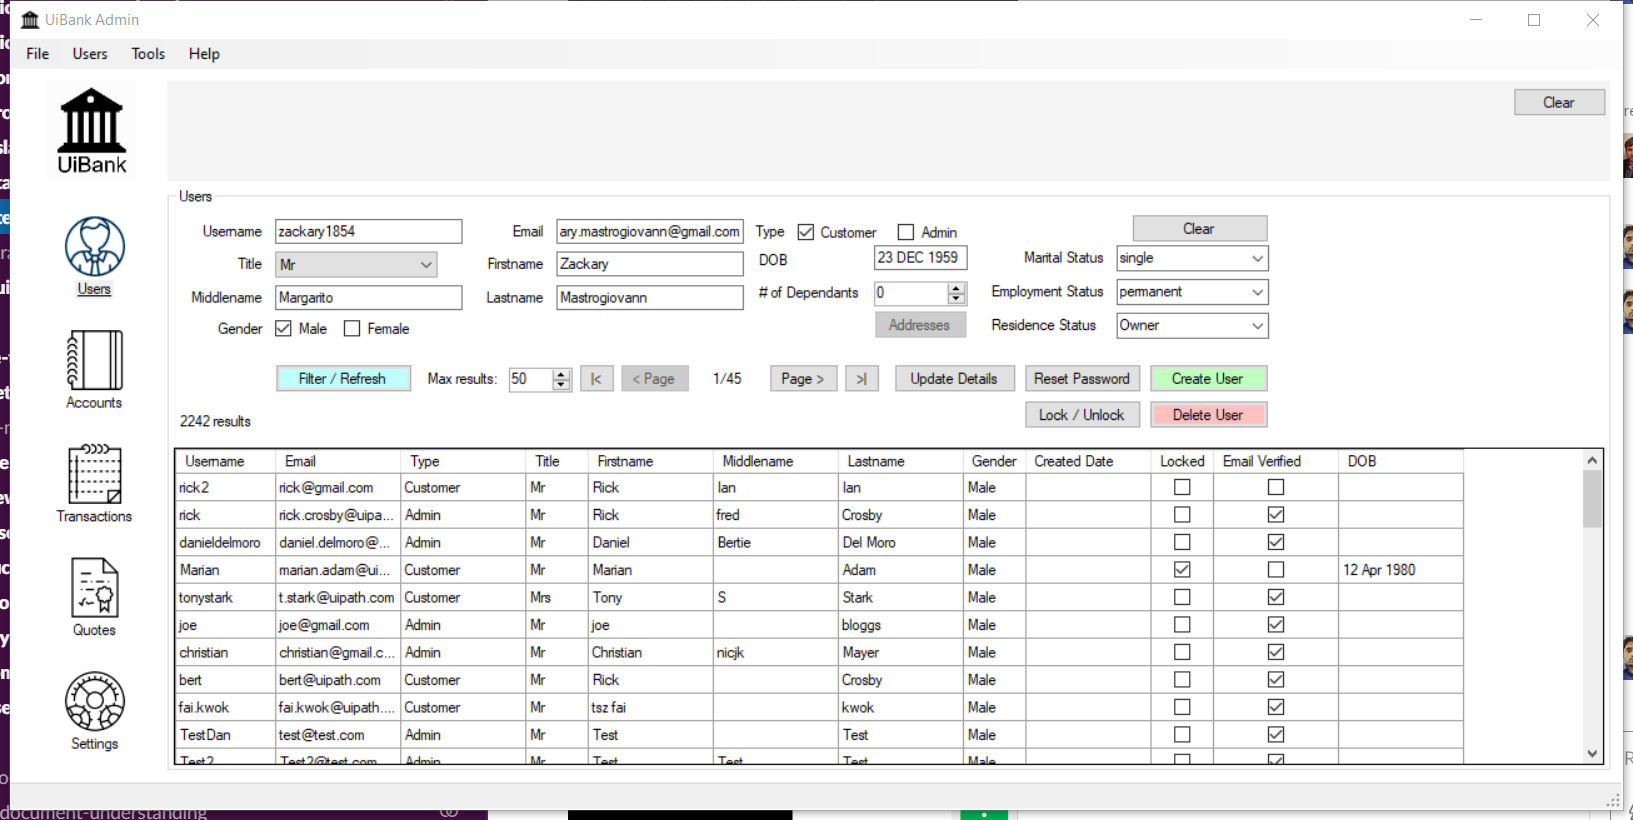 UiBank Admin
File Users Tools Help
Clear
UiBank
Users
Accounts
Transactions
Quotes
Settings
Users
Username zackary1854 Email ary.mastrogiovann@gmail.com Type Customer Admin Clear
Title Mr Firstname Zackary DOB 23 DEC 1959 Marital Status single
Middlename Margarito Lastname Mastrogiovann # of Dependants 0 Employment Status permanent
Gender Male Female Addresses Residence Status Owner
Filter / Refresh Max results: 50 |< < Page 1/45 Page > >| Update Details Reset Password Create User
Lock / Unlock Delete User
2242 results
Username Email Type Title Firstname Middlename Lastname Gender Created Date Locked Email Verified DOB
rick2 rick@gmail.com Customer Mr Rick Ian Ian Male
rick rick.crosby@uipa... Admin Mr Rick fred Crosby Male
danieldelmoro daniel.delmoro@... Admin Mr Daniel Bertie Del Moro Male
Marian marian.adam@ui... Customer Mr Marian Adam Male 12 Apr 1980
tonystark t.stark@uipath.com Customer Mrs Tony S Stark Male
joe joe@gmail.com Admin Mr joe bloggs Male
christian christian@gmail.c... Admin Mr Christian nicjk Mayer Male
bert bert@uipath.com Customer Mr Rick Crosby Male
fai.kwok fai.kwok@uipath.... Customer Mr tsz fai kwok Male
TestDan test@test.com Admin Mr Test Test Male
Test2 Test2@test.com Admin Mr Test Test Test Male
document-understanding